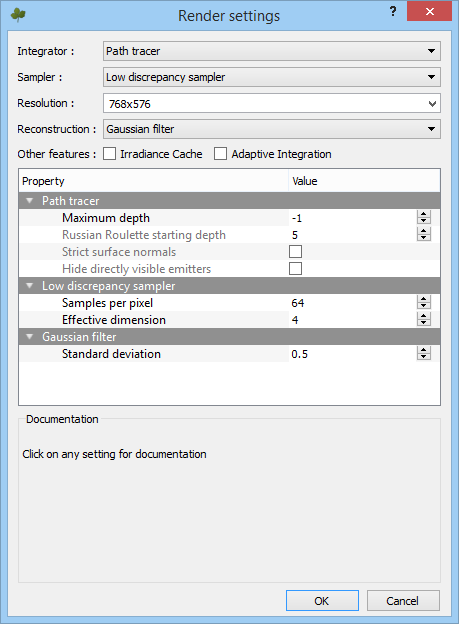 Render settings
?
Integrator : Path tracer
Sampler : Low discrepancy sampler
Resolution : 768x576
Reconstruction : Gaussian filter
Other features : Irradiance Cache Adaptive Integration
Property Value
Path tracer
Maximum depth -1
Russian Roulette starting depth 5
Strict surface normals
Hide directly visible emitters
Low discrepancy sampler
Samples per pixel 64
Effective dimension 4
Gaussian filter
Standard deviation 0.5
Documentation
Click on any setting for documentation
OK Cancel